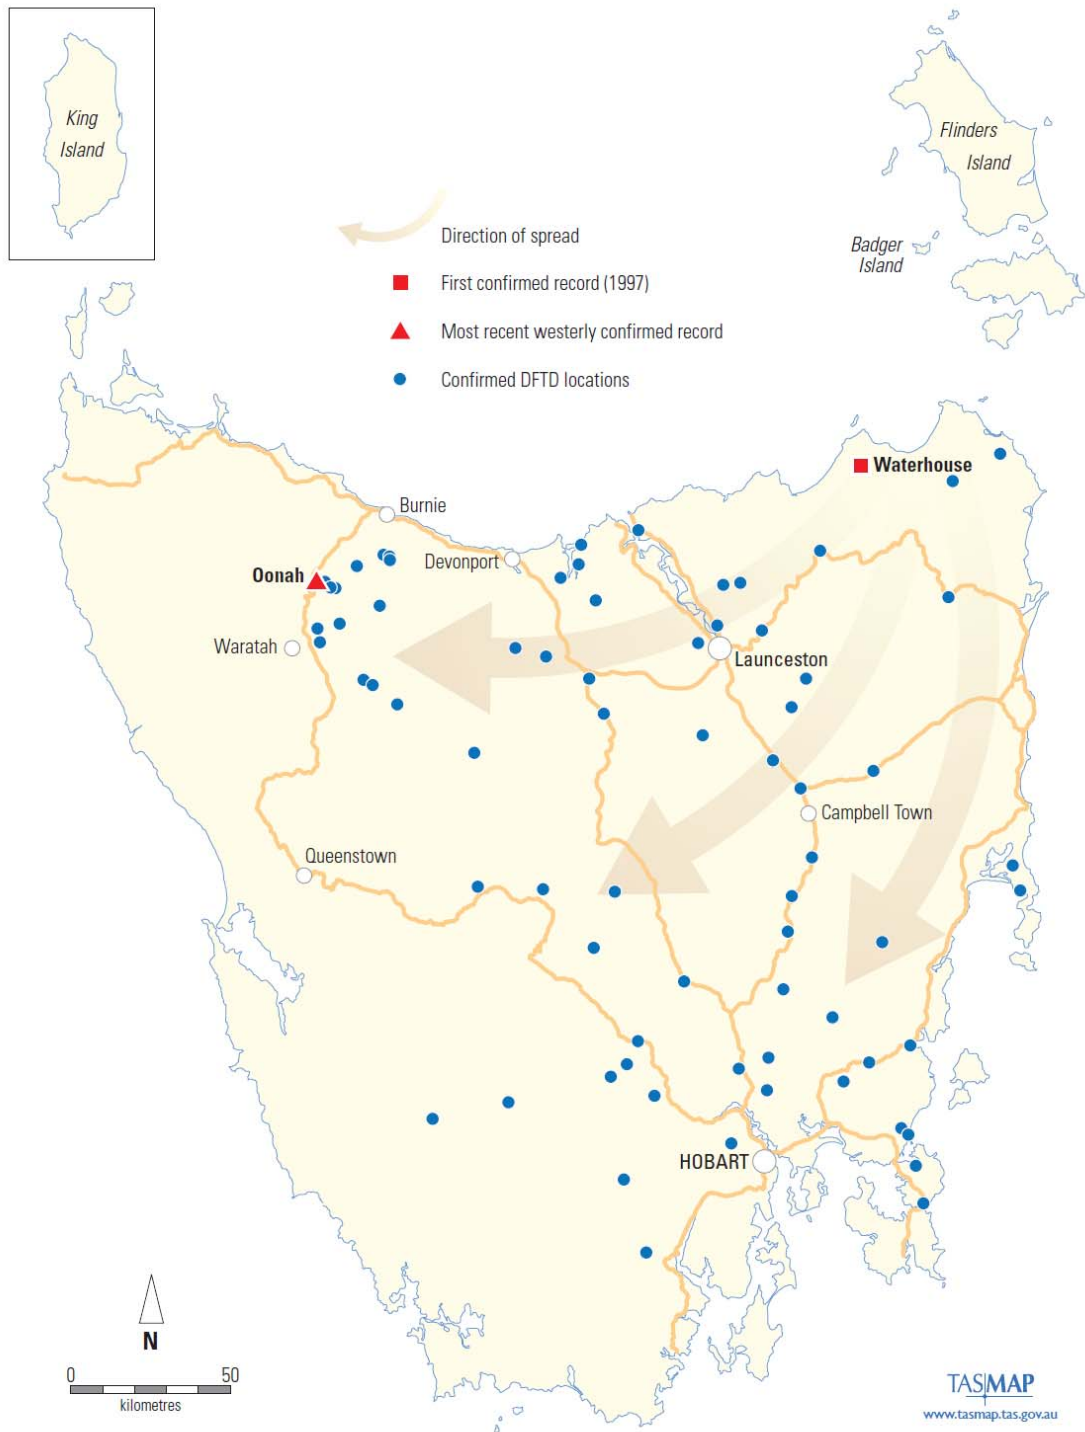 King
Island
Flinders
Island
Badger
Island
Direction of spread
First confirmed record (1997)
Most recent westerly confirmed record
Confirmed DFTD locations
Waterhouse
Burnie
Devonport
Oonah
Waratah
Launceston
Campbell Town
Queenstown
HOBART
N
0 50
kilometres
TASMAP
www.tasmap.tas.gov.au